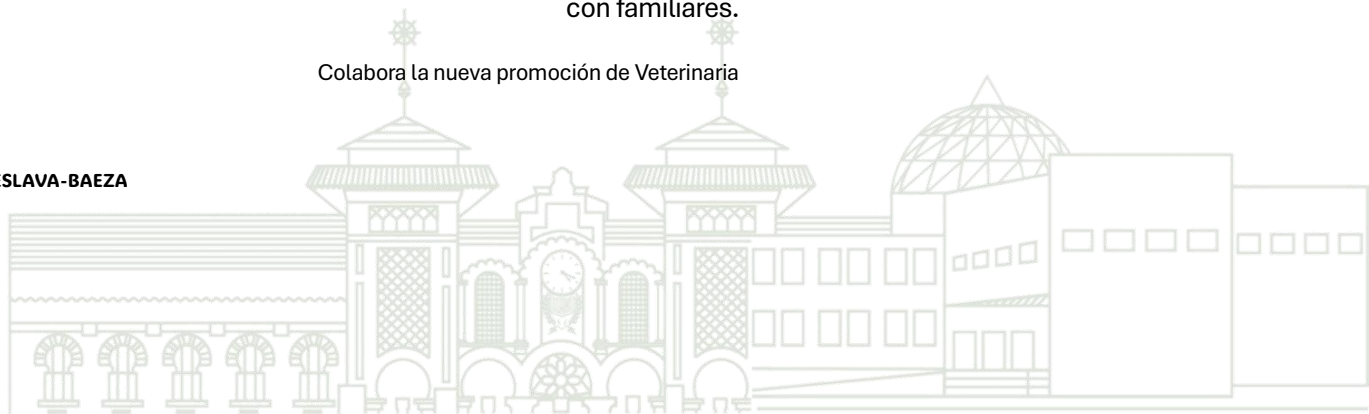 con familiares.
Colabora la nueva promoción de Veterinaria
ESLAVA-BAEZA